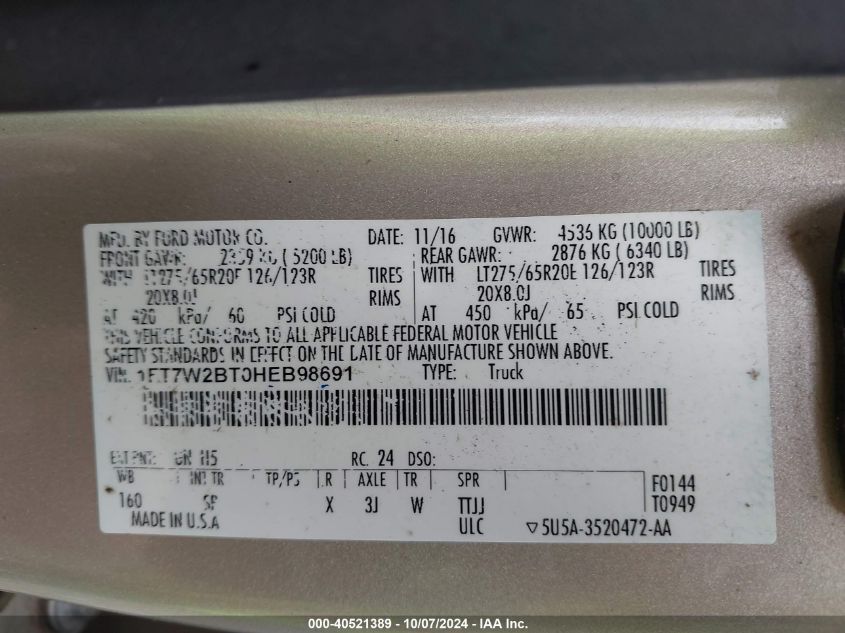 MFD. BY FORD MOTOR CO. DATE: 11/16 GVWR: 4536 KG (10000 LB)
FRONT GAWR: 2359 KG (5200 LB) REAR GAWR: 2876 KG (6340 LB)
WITH LT275/65R20E 126/123R TIRES WITH LT275/65R20E 126/123R TIRES
20X8.0J RIMS 20X8.0J RIMS
AT 420 kPa/ 60 PSI COLD AT 450 kPa/ 65 PSI COLD
THIS VEHICLE CONFORMS TO ALL APPLICABLE FEDERAL MOTOR VEHICLE
SAFETY STANDARDS IN EFFECT ON THE DATE OF MANUFACTURE SHOWN ABOVE.
VIN: 1FT7W2BT0HEB98691 TYPE: Truck
EXT PNT: RC: 24 DSO:
WB INT TR TP/PS R AXLE TR SPR F0144
160 X 3J W TTJJ T0949
MADE IN U.S.A ULC ▽5U5A-3520472-AA
000-40521389 - 10/07/2024 - IAA Inc.